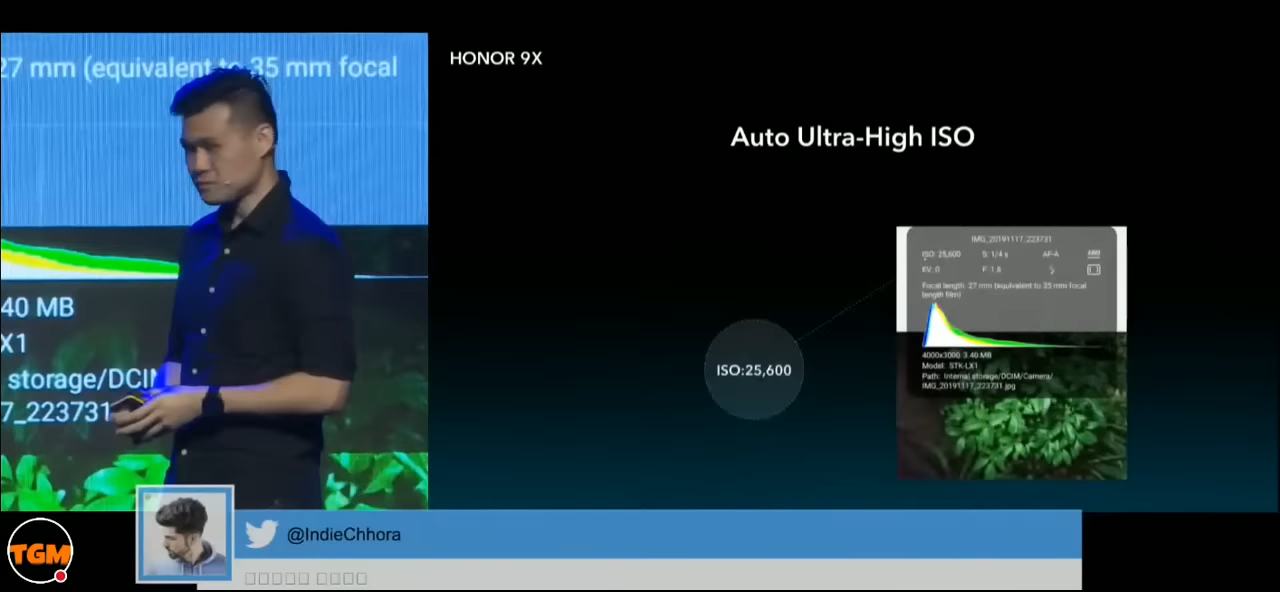 27 mm (equivalent to 35 mm focal
40 MB
X1
storage/DCIM
7_223731
HONOR 9X
Auto Ultra-High ISO
ISO:25,600
IMG_20191117_223731
ISO: 25,600 S: 1/4 s AF-A
EV: 0 F: 1.8
Focal length: 27 mm (equivalent to 35 mm focal
length film)
4000x3000 3.40 MB
Model: STK-LX1
Path: Internal storage/DCIM/Camera/
IMG_20191117_223731.jpg
@IndieChhora
TGM